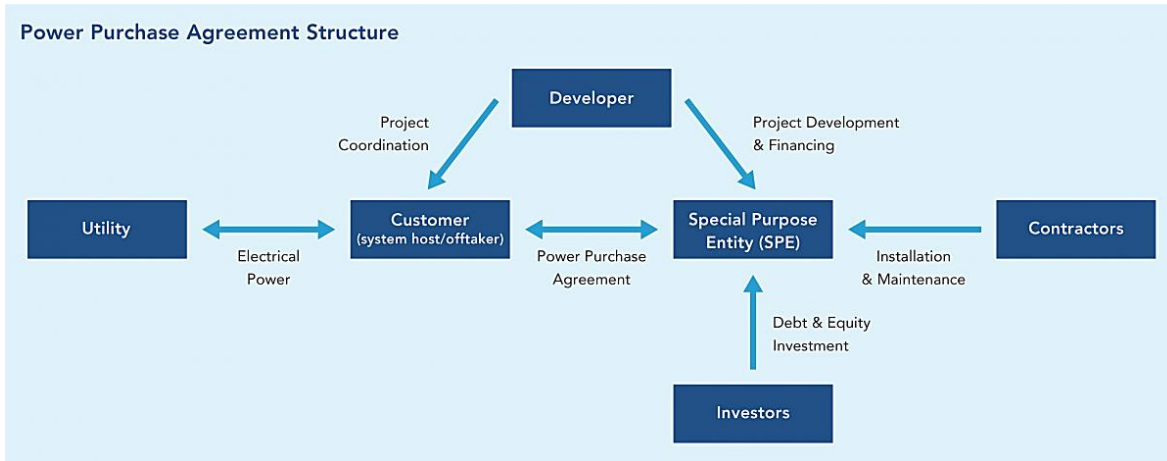 Power Purchase Agreement Structure
Developer
Project
Coordination
Project Development
& Financing
Utility
Customer
(system host/offtaker)
Special Purpose
Entity (SPE)
Contractors
Electrical
Power
Power Purchase
Agreement
Installation
& Maintenance
Debt & Equity
Investment
Investors